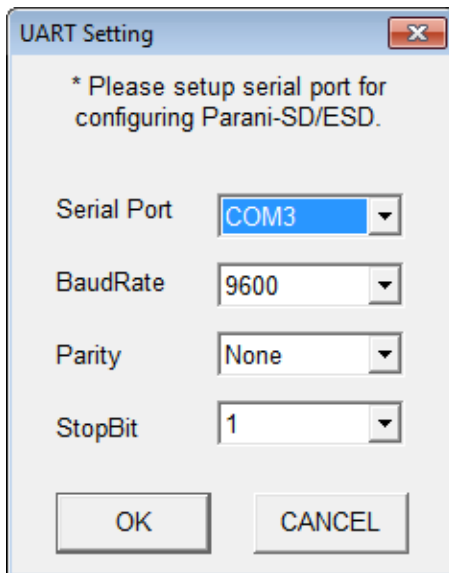 UART Setting
* Please setup serial port for
configuring Parani-SD/ESD.
Serial Port COM3
BaudRate 9600
Parity None
StopBit 1
OK CANCEL